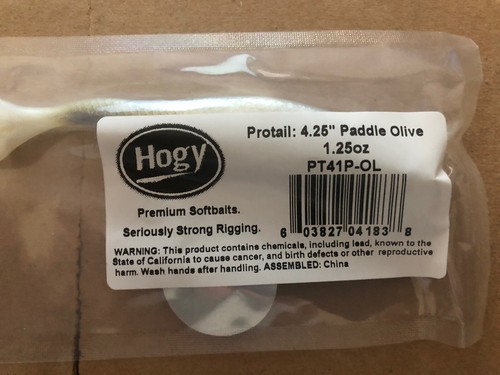 Hogy
Premium Softbaits.
Seriously Strong Rigging.
Protail: 4.25" Paddle Olive
1.25oz
PT41P-OL
6 03827 04183 8
WARNING: This product contains chemicals, including lead, known to the
State of California to cause cancer, and birth defects or other reproductive
harm. Wash hands after handling. ASSEMBLED: China